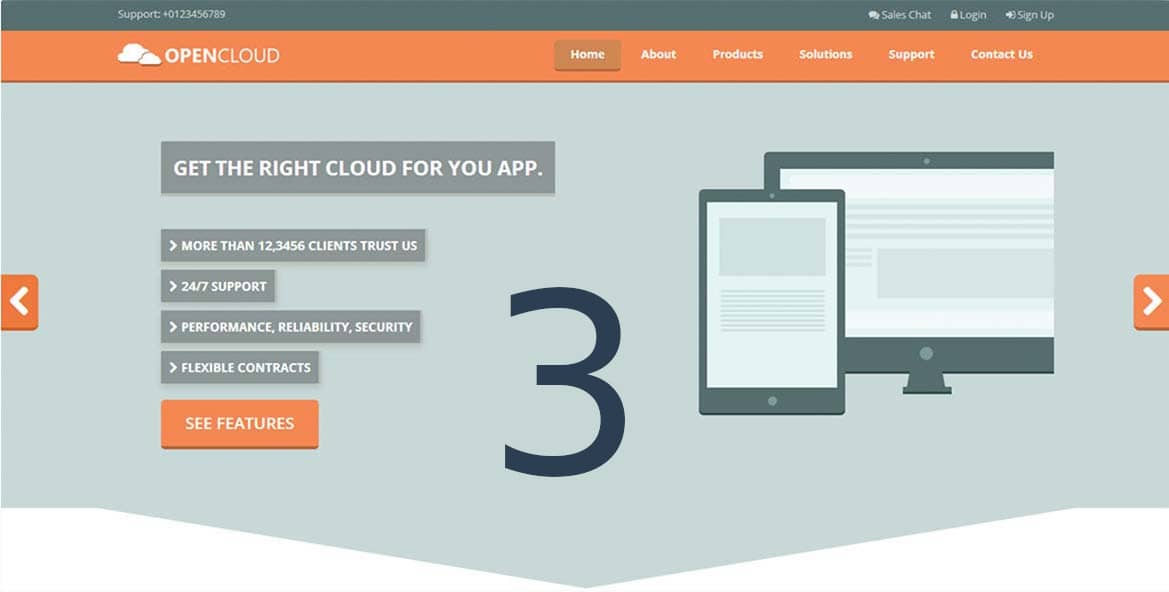 Support: +0123456789 Sales Chat Login Sign Up
OPENCLOUD Home About Products Solutions Support Contact Us
GET THE RIGHT CLOUD FOR YOU APP.
MORE THAN 12,3456 CLIENTS TRUST US
24/7 SUPPORT
PERFORMANCE, RELIABILITY, SECURITY
FLEXIBLE CONTRACTS
SEE FEATURES
3